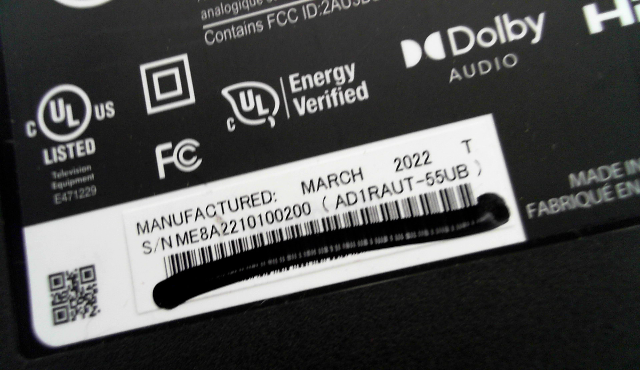 analogique
Contains FCC ID:
Dolby
AUDIO
UL
C US
LISTED
Television
Equipment
E471229
FC
UL
C
Energy
Verified
MANUFACTURED: MARCH 2022 T
S/N ME8A2210100200 ( AD1RAUT-55UB )
MADE IN
FABRIQUÉ EN